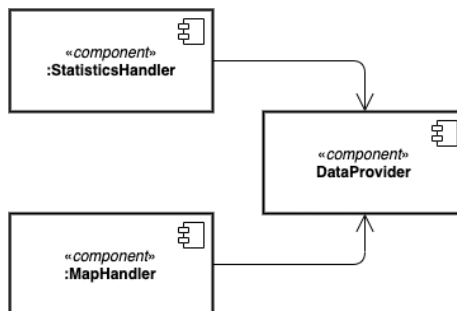 «component»
:StatisticsHandler
«component»
DataProvider
«component»
:MapHandler